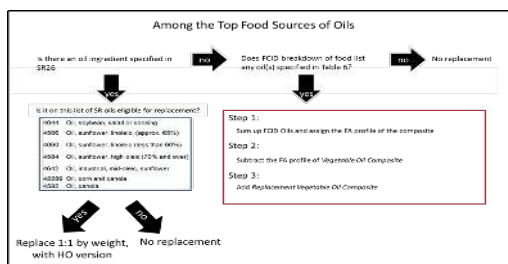 Among the Top Food Sources of Oils
Is there an oil ingredient specified in
SR26
no
Does FCID breakdown of food list
any oil(s) specified in Table 6?
no
No replacement
yes
yes
Is it on this list of SR oils eligible for replacement?
4044 Oil, soybean, salad or cooking
4506 Oil, sunflower, linoleic, (approx. 65%)
4060 Oil, sunflower, linoleic (less than 60%)
4584 Oil, sunflower, high oleic (70% and over)
4642 Oil, industrial, mid-oleic, sunflower
Oil, corn and canola
4582 Oil, canola
Step 1:
Sum up FCID Oils and assign the FA profile of the composite
Step 2:
Subtract the FA profile of Vegetable Oil Composite
Step 3:
Add Replacement Vegetable Oil Composite
yes
no
Replace 1:1 by weight,
with HO version
No replacement